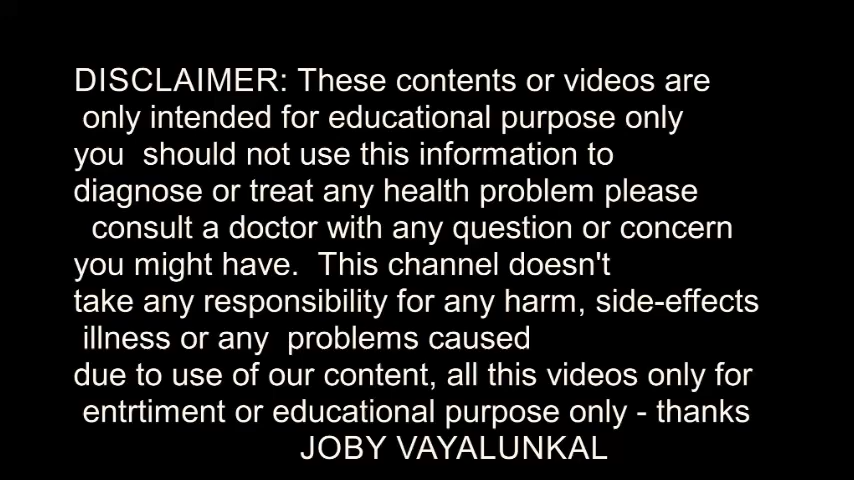 DISCLAIMER: These contents or videos are
only intended for educational purpose only
you should not use this information to
diagnose or treat any health problem please
consult a doctor with any question or concern
you might have. This channel doesn't
take any responsibility for any harm, side-effects
illness or any problems caused
due to use of our content, all this videos only for
entrtiment or educational purpose only - thanks
JOBY VAYALUNKAL